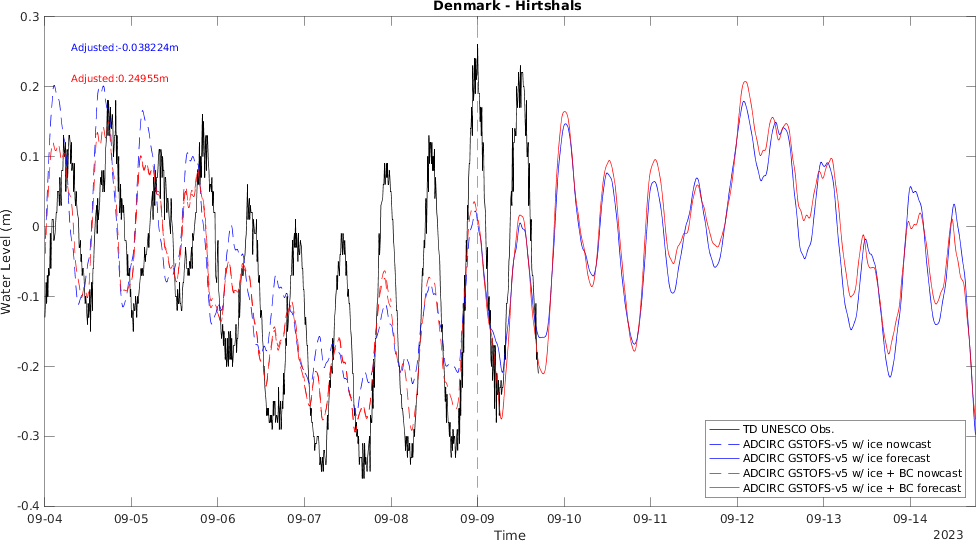 Denmark - Hirtshals
Adjusted:-0.038224m
Adjusted:0.24955m
0.3
0.2
0.1
0
-0.1
-0.2
-0.3
-0.4
Water Level (m)
TD UNESCO Obs.
ADCIRC GSTOFS-v5 w/ ice nowcast
ADCIRC GSTOFS-v5 w/ ice forecast
ADCIRC GSTOFS-v5 w/ ice + BC nowcast
ADCIRC GSTOFS-v5 w/ ice + BC forecast
09-04 09-05 09-06 09-07 09-08 09-09 09-10 09-11 09-12 09-13 09-14
Time
2023